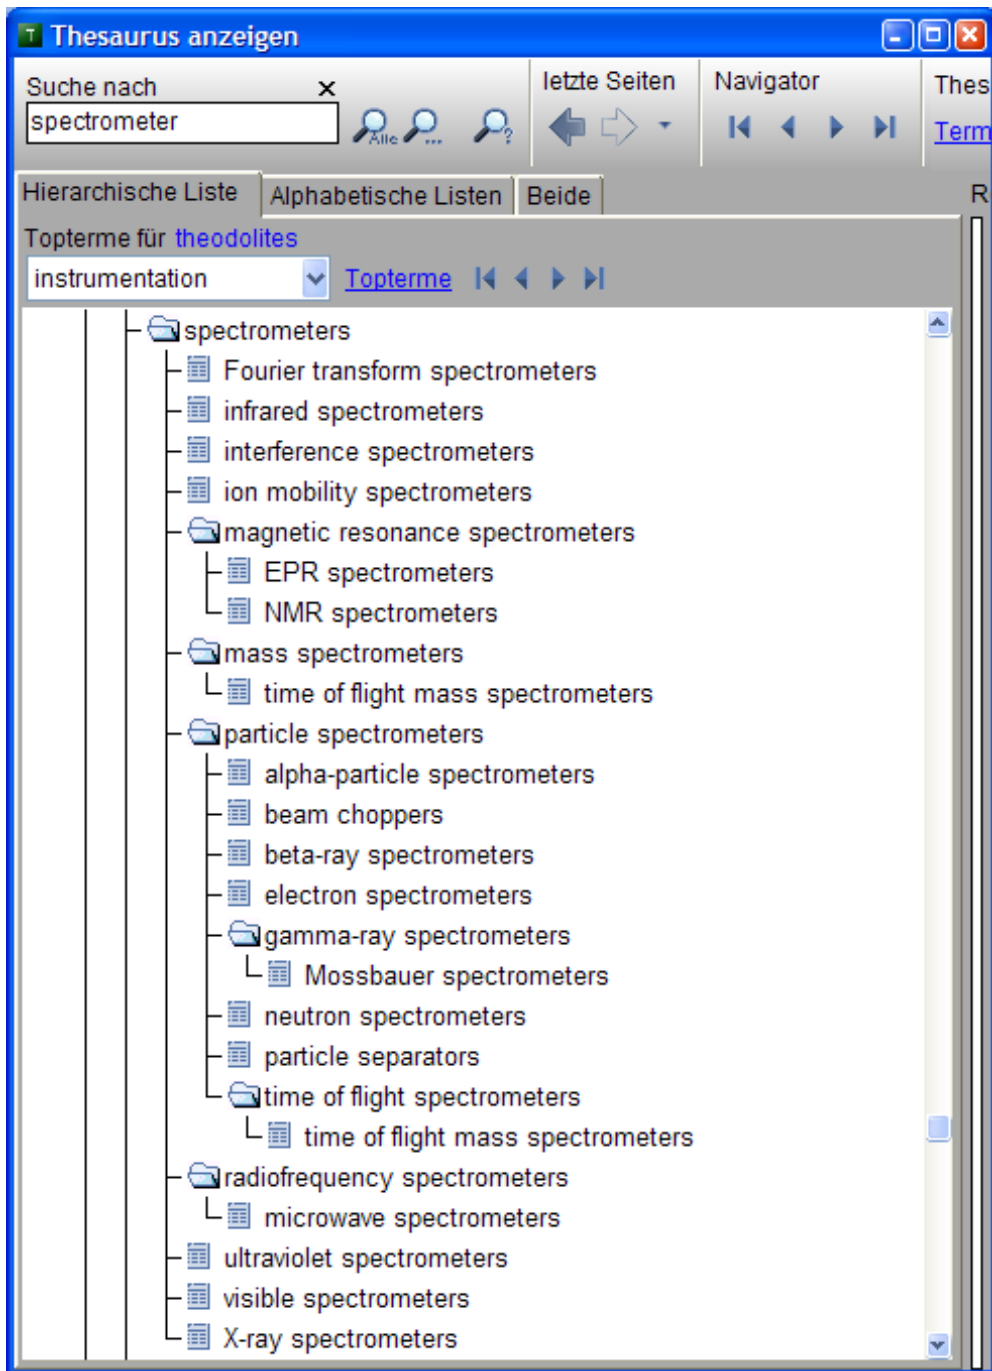 T Thesaurus anzeigen
Suche nach x letzte Seiten Navigator Thes
spectrometer Alle ... ? Term
Hierarchische Liste Alphabetische Listen Beide R
Topterme für theodolites
instrumentation Topterme
spectrometers
Fourier transform spectrometers
infrared spectrometers
interference spectrometers
ion mobility spectrometers
magnetic resonance spectrometers
EPR spectrometers
NMR spectrometers
mass spectrometers
time of flight mass spectrometers
particle spectrometers
alpha-particle spectrometers
beam choppers
beta-ray spectrometers
electron spectrometers
gamma-ray spectrometers
Mossbauer spectrometers
neutron spectrometers
particle separators
time of flight spectrometers
time of flight mass spectrometers
radiofrequency spectrometers
microwave spectrometers
ultraviolet spectrometers
visible spectrometers
X-ray spectrometers